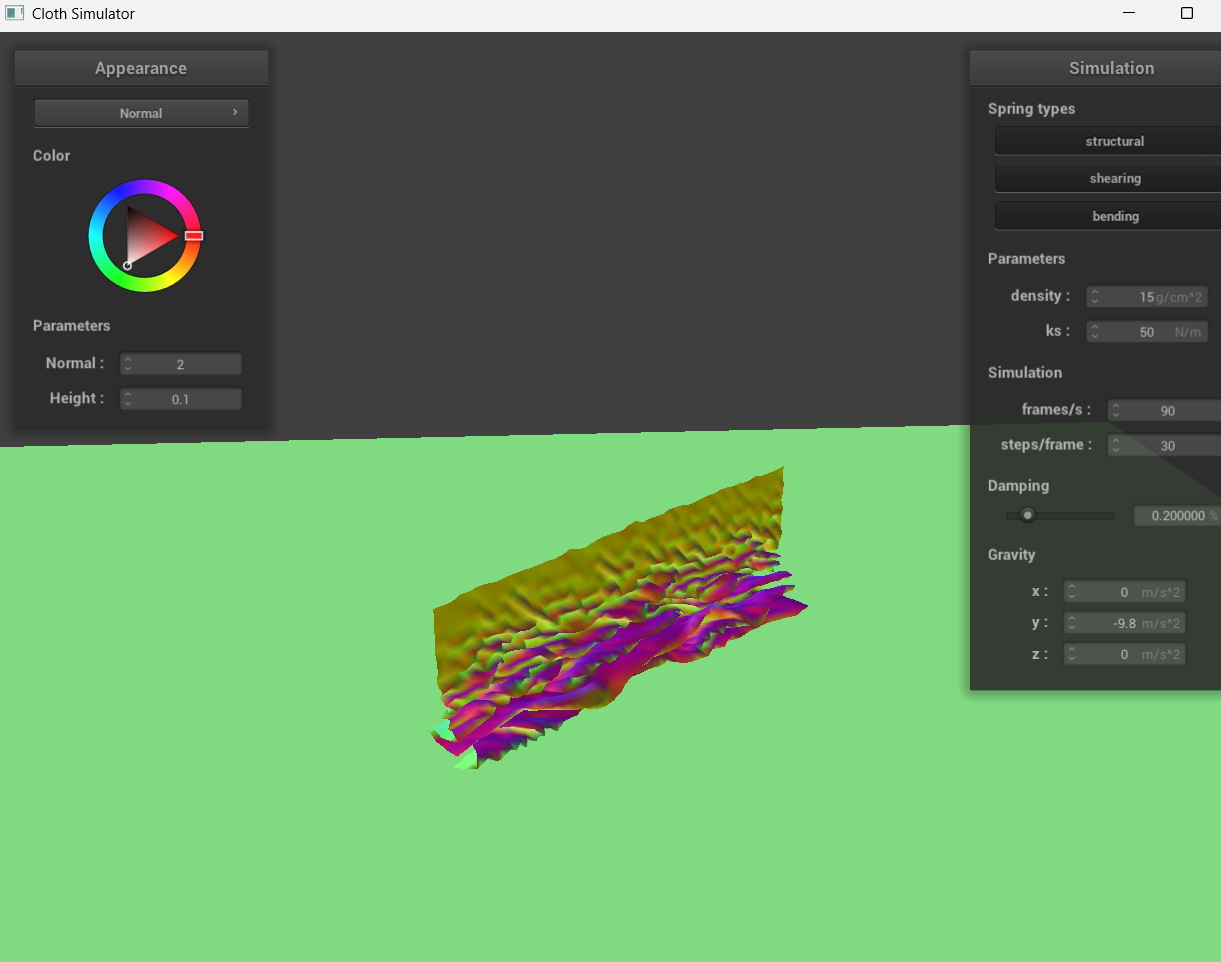 Cloth Simulator
Appearance
Normal
Color
Parameters
Normal :
2
Height :
0.1
Simulation
Spring types
structural
shearing
bending
Parameters
density :
15 g/cm^2
ks :
50 N/m
Simulation
frames/s :
90
steps/frame :
30
Damping
0.200000 %
Gravity
x :
0 m/s^2
y :
-9.8 m/s^2
z :
0 m/s^2